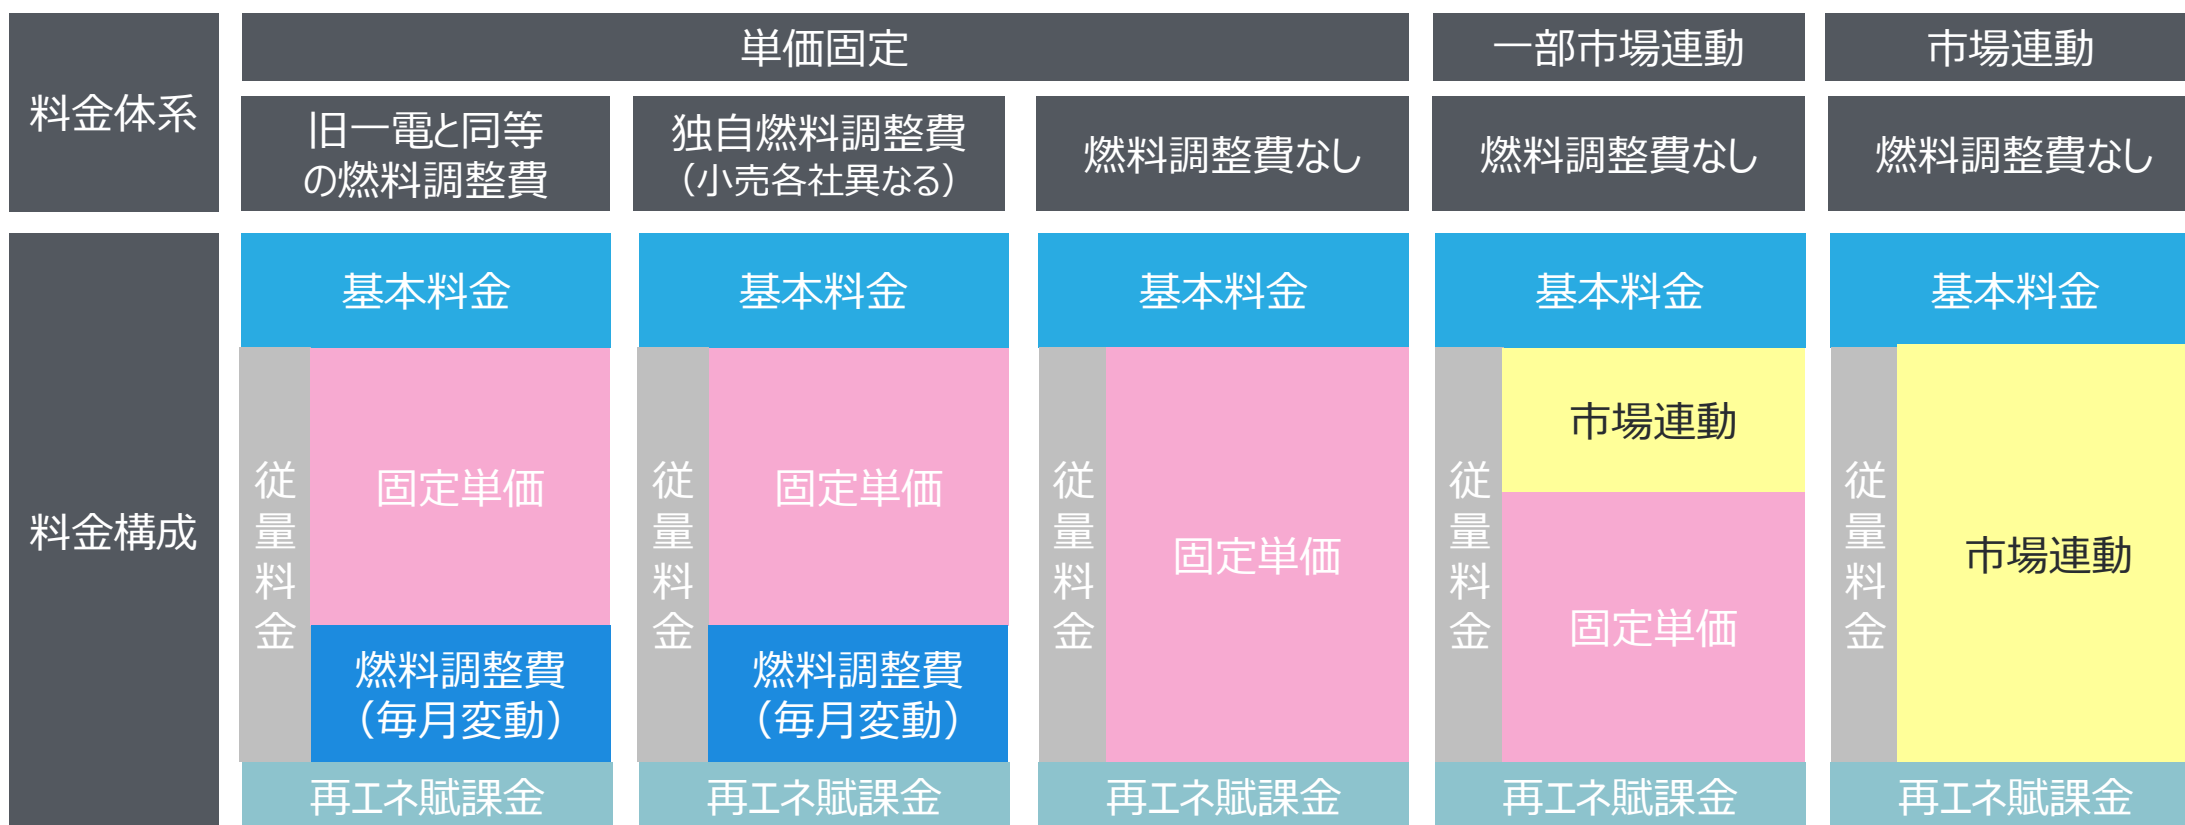 料金体系
単価固定
一部市場連動
市場連動
旧一電と同等
の燃料調整費
独自燃料調整費
（小売各社異なる）
燃料調整費なし
燃料調整費なし
燃料調整費なし
料金構成
基本料金
従量料金
固定単価
燃料調整費
（毎月変動）
再エネ賦課金
基本料金
従量料金
固定単価
燃料調整費
（毎月変動）
再エネ賦課金
基本料金
従量料金
固定単価
再エネ賦課金
基本料金
従量料金
市場連動
固定単価
再エネ賦課金
基本料金
従量料金
市場連動
再エネ賦課金